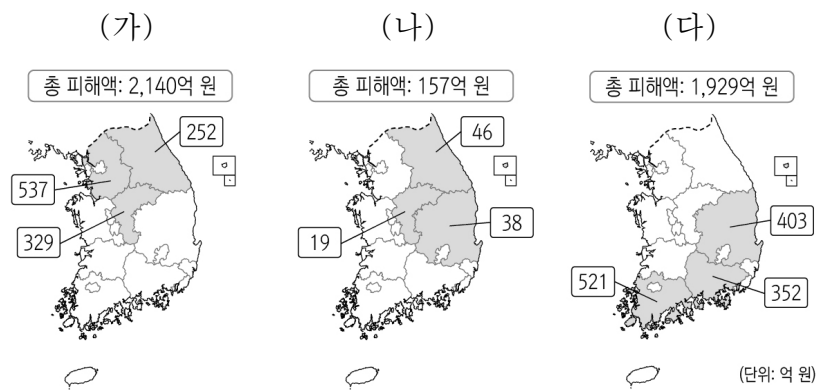 (가)
(나)
(다)
총 피해액: 2,140억 원
총 피해액: 157억 원
총 피해액: 1,929억 원
252
537
329
46
19
38
403
521
352
(단위: 억 원)